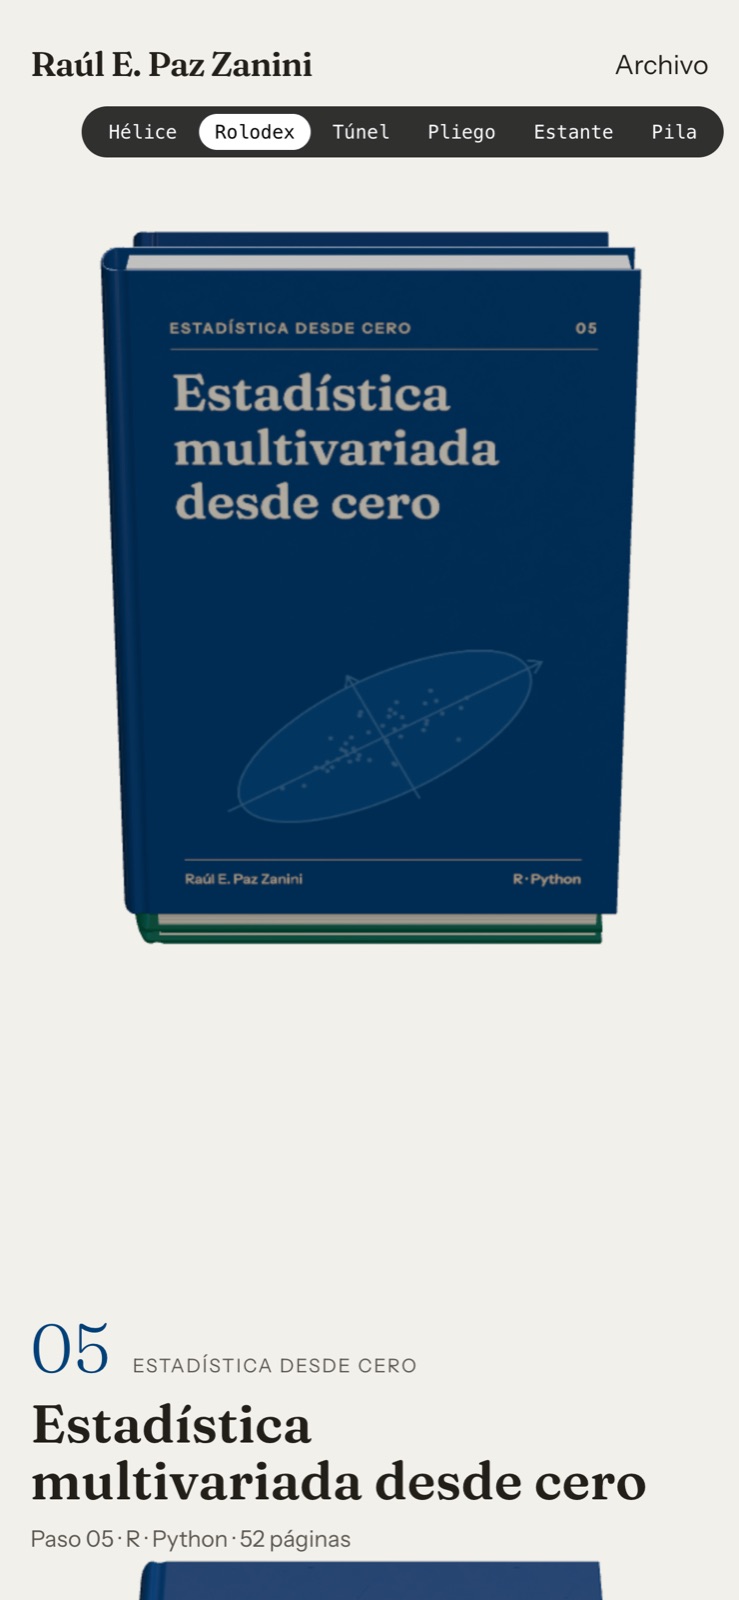 Raúl E. Paz Zanini Archivo
Hélice Rolodex Túnel Pliego Estante Pila
ESTADÍSTICA DESDE CERO 05
Estadística
multivariada
desde cero
Raúl E. Paz Zanini R·Python
05 ESTADÍSTICA DESDE CERO
Estadística
multivariada desde cero
Paso 05 · R · Python · 52 páginas